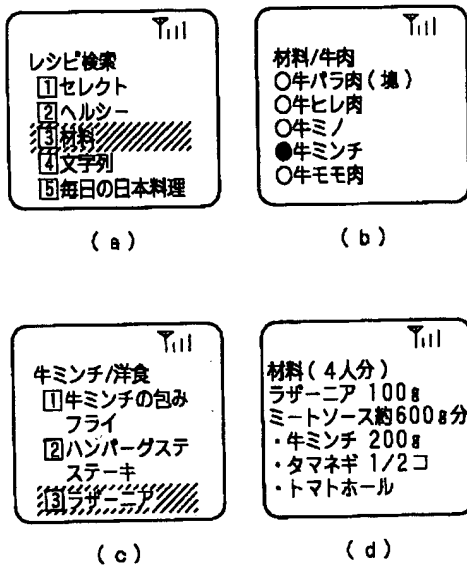 レシピ検索
1セレクト
2ヘルシー
3材料
4文字列
5毎日の日本料理
(a)
材料/牛肉
○牛バラ肉(塊)
○牛ヒレ肉
○牛ミノ
●牛ミンチ
○牛モモ肉
(b)
牛ミンチ/洋食
1牛ミンチの包み
フライ
2ハンバーグステ
ステーキ
3ラザーニア
(c)
材料(4人分)
ラザーニア 100g
ミートソース約600g分
・牛ミンチ 200g
・タマネギ 1/2コ
・トマトホール
(d)